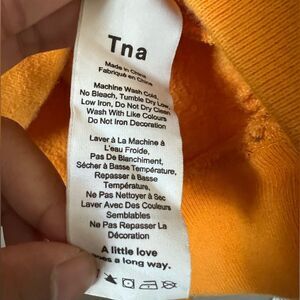 Tna
Made in China
Fabriqué en Chine
Machine Wash Cold,
No Bleach, Tumble Dry Low,
Low Iron, Do Not Dry Clean
Wash With Like Colours
Do Not Iron Decoration
Laver à La Machine à
L'eau Froide,
Pas De Blanchiment,
Sécher à Basse Température,
Repasser à Basse
Température,
Ne Pas Nettoyer à Sec
Laver Avec Des Couleurs
Semblables
Ne Pas Repasser La
Décoration
A little love
goes a long way.